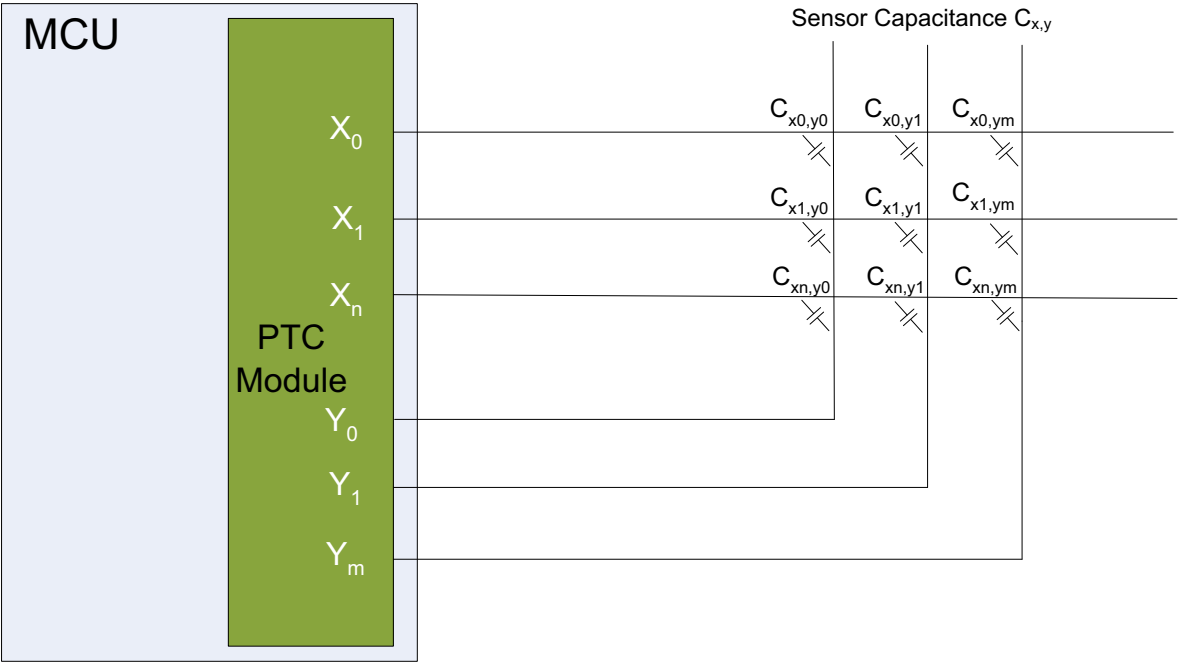 MCU
Sensor Capacitance Cx,y
X0
Cx0,y0 Cx0,y1 Cx0,ym
X1
Cx1,y0 Cx1,y1 Cx1,ym
Xn
Cxn,y0 Cxn,y1 Cxn,ym
PTC
Module
Y0
Y1
Ym